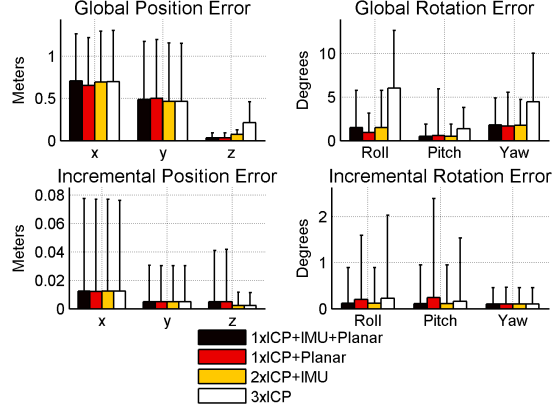 Global Position Error
Meters
1
0.5
0
x y z
Global Rotation Error
Degrees
10
5
0
Roll Pitch Yaw
Incremental Position Error
Meters
0.08
0.06
0.04
0.02
0
x y z
Incremental Rotation Error
Degrees
2
1
0
Roll Pitch Yaw
1xICP+IMU+Planar
1xICP+Planar
2xICP+IMU
3xICP